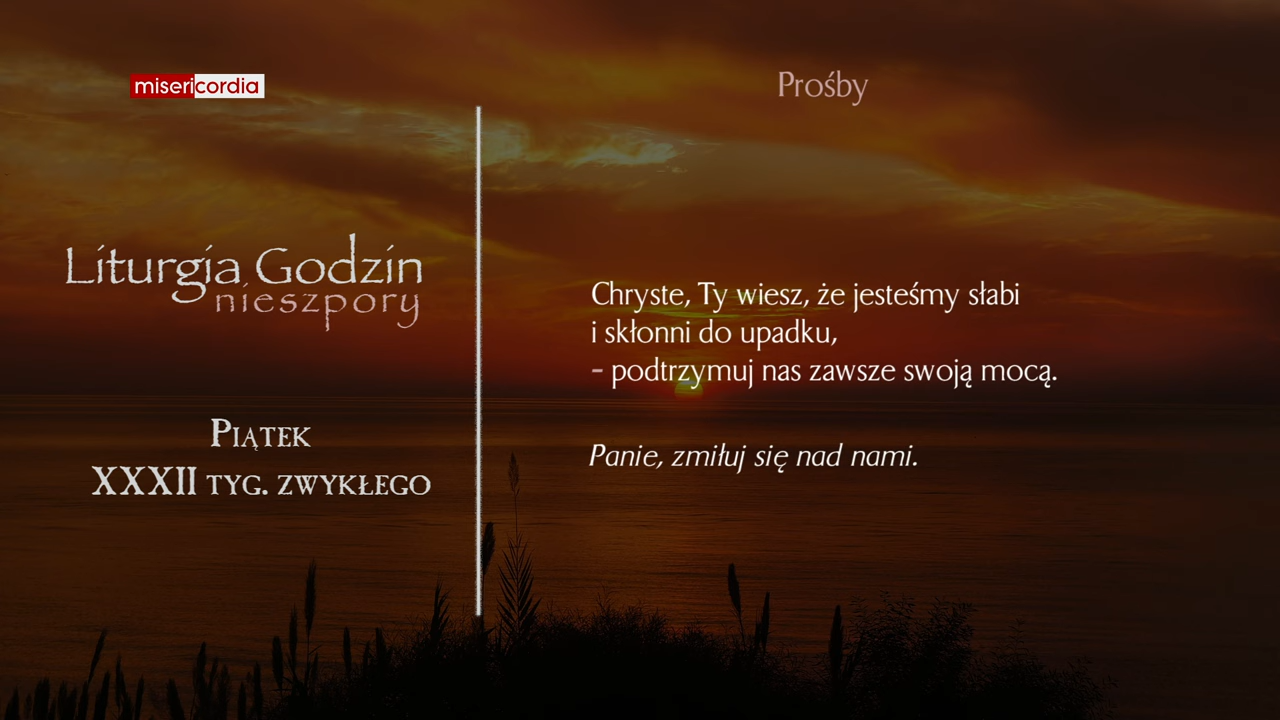 misericordia
Liturgia Godzin
nieszpory
Piątek
XXXII tyg. zwykłego
Prośby
Chryste, Ty wiesz, że jesteśmy słabi
i skłonni do upadku,
- podtrzymuj nas zawsze swoją mocą.
Panie, zmiłuj się nad nami.